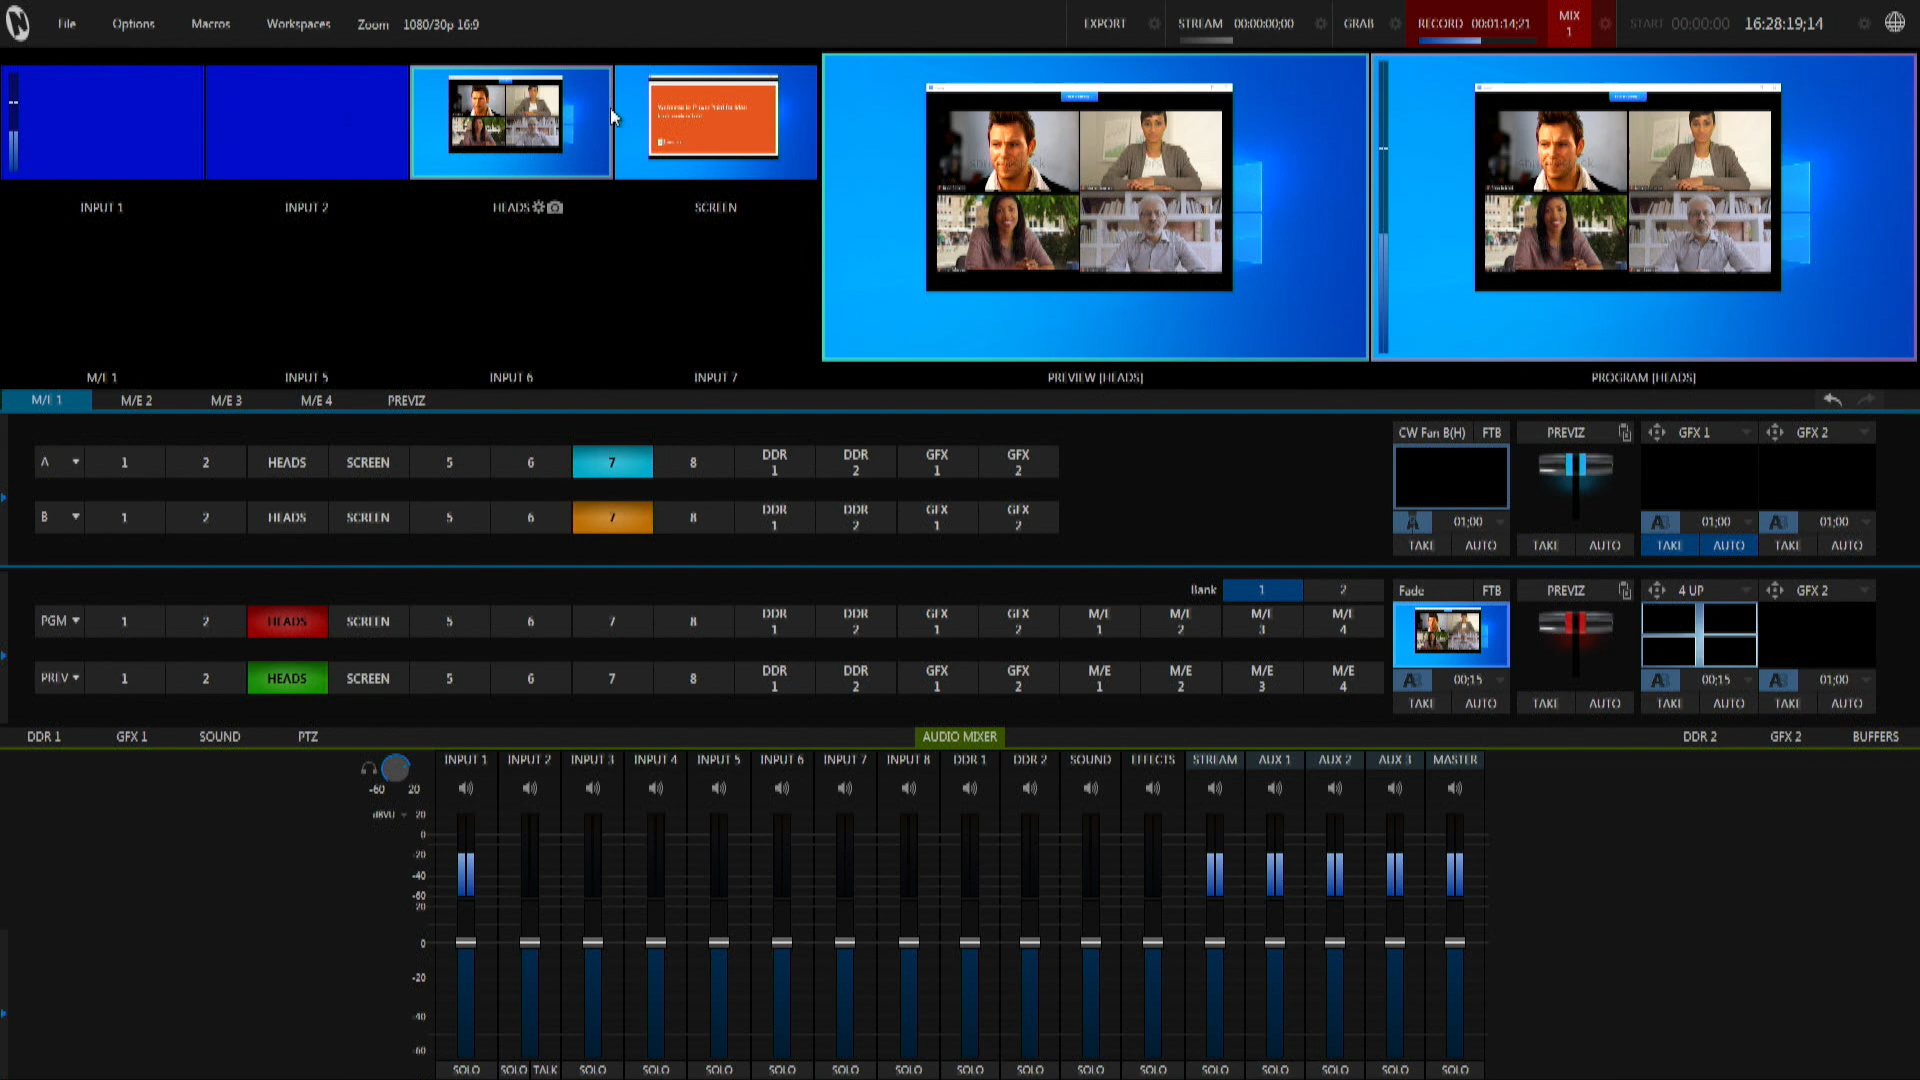 File Options Macros Workspaces Zoom 1080/30p 16:9 EXPORT STREAM 00:00:00;00 GRAB RECORD 00:01:14;21 MIX 1 START 00:00:00 16:28:19;14
INPUT 1 INPUT 2 HEADS SCREEN
M/E 1 INPUT 5 INPUT 6 INPUT 7 PREVIEW [HEADS] PROGRAM [HEADS]
M/E 1 M/E 2 M/E 3 M/E 4 PREVIZ
CW Fan B(H) FTB PREVIZ GFX 1 GFX 2
A 1 2 HEADS SCREEN 5 6 7 8 DDR 1 DDR 2 GFX 1 GFX 2
B 1 2 HEADS SCREEN 5 6 7 8 DDR 1 DDR 2 GFX 1 GFX 2
01;00 AB 01;00 AB 01;00
TAKE AUTO TAKE AUTO TAKE AUTO TAKE AUTO
Bank 1 2 Fade FTB PREVIZ 4 UP GFX 2
PGM 1 2 HEADS SCREEN 5 6 7 8 DDR 1 DDR 2 GFX 1 GFX 2 M/E 1 M/E 2 M/E 3 M/E 4
PREV 1 2 HEADS SCREEN 5 6 7 8 DDR 1 DDR 2 GFX 1 GFX 2 M/E 1 M/E 2 M/E 3 M/E 4
AB 00;15 AB 00;15 AB 01;00
TAKE AUTO TAKE AUTO TAKE AUTO TAKE AUTO
DDR 1 GFX 1 SOUND PTZ AUDIO MIXER DDR 2 GFX 2 BUFFERS
INPUT 1 INPUT 2 INPUT 3 INPUT 4 INPUT 5 INPUT 6 INPUT 7 INPUT 8 DDR 1 DDR 2 SOUND EFFECTS STREAM AUX 1 AUX 2 AUX 3 MASTER
-60 20
dBVU 20
0
-20
-40
-60
20
0
-20
-40
-60
SOLO SOLO TALK SOLO SOLO SOLO SOLO SOLO SOLO SOLO SOLO SOLO SOLO SOLO SOLO SOLO SOLO SOLO